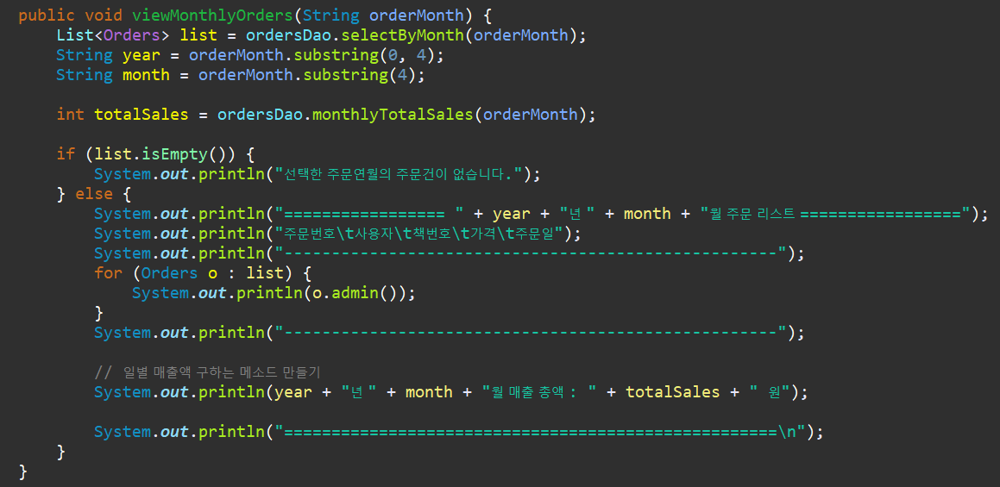 public void viewMonthlyOrders(String orderMonth) {
    List<Orders> list = ordersDao.selectByMonth(orderMonth);
    String year = orderMonth.substring(0, 4);
    String month = orderMonth.substring(4);

    int totalSales = ordersDao.monthlyTotalSales(orderMonth);

    if (list.isEmpty()) {
        System.out.println("선택한 주문연월의 주문건이 없습니다.");
    } else {
        System.out.println("================= " + year + "년 " + month + "월 주문 리스트 =================");
        System.out.println("주문번호\t사용자\t책번호\t가격\t주문일");
        System.out.println("----------------------------------------------------");
        for (Orders o : list) {
            System.out.println(o.admin());
        }
        System.out.println("----------------------------------------------------");

        // 일별 매출액 구하는 메소드 만들기
        System.out.println(year + "년 " + month + "월 매출 총액 : " + totalSales + " 원");

        System.out.println("====================================================\n");
    }
}